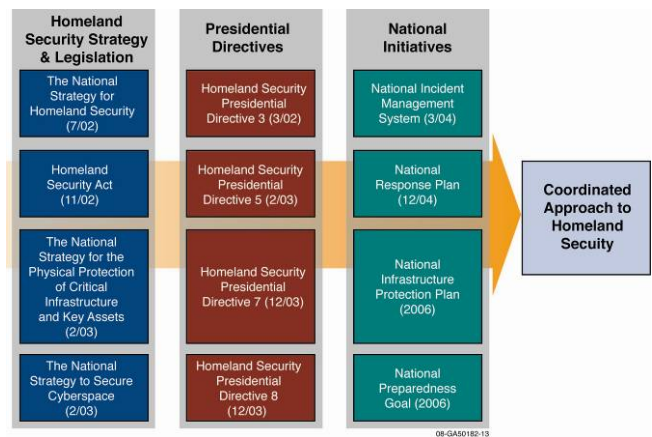 Homeland
Security Strategy
& Legislation
The National
Strategy for
Homeland Security
(7/02)
Homeland
Security Act
(11/02)
The National
Strategy for the
Physical Protection
of Critical
Infrastructure
and Key Assets
(2/03)
The National
Strategy to Secure
Cyberspace
(2/03)
Presidential
Directives
Homeland Security
Presidential
Directive 3 (3/02)
Homeland Security
Presidential
Directive 5 (2/03)
Homeland Security
Presidential
Directive 7 (12/03)
Homeland Security
Presidential
Directive 8
(12/03)
National
Initiatives
National Incident
Management
System (3/04)
National
Response Plan
(12/04)
National
Infrastructure
Protection Plan
(2006)
National
Preparedness
Goal (2006)
Coordinated
Approach to
Homeland
Secuity
08-GA50182-13